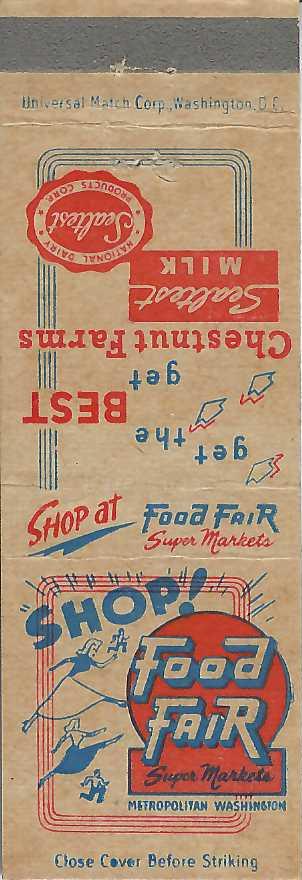 Universal Match Corp., Washington, D.C.
get the
BEST
get
Chestnut Farms
Sealtest
MILK
Sealtest
NATIONAL DAIRY
PRODUCTS CORP.
SHOP at FOOD FAIR
Super Markets
"SHOP!"
FOOD
FAIR
Super Markets
METROPOLITAN WASHINGTON
Close Cover Before Striking